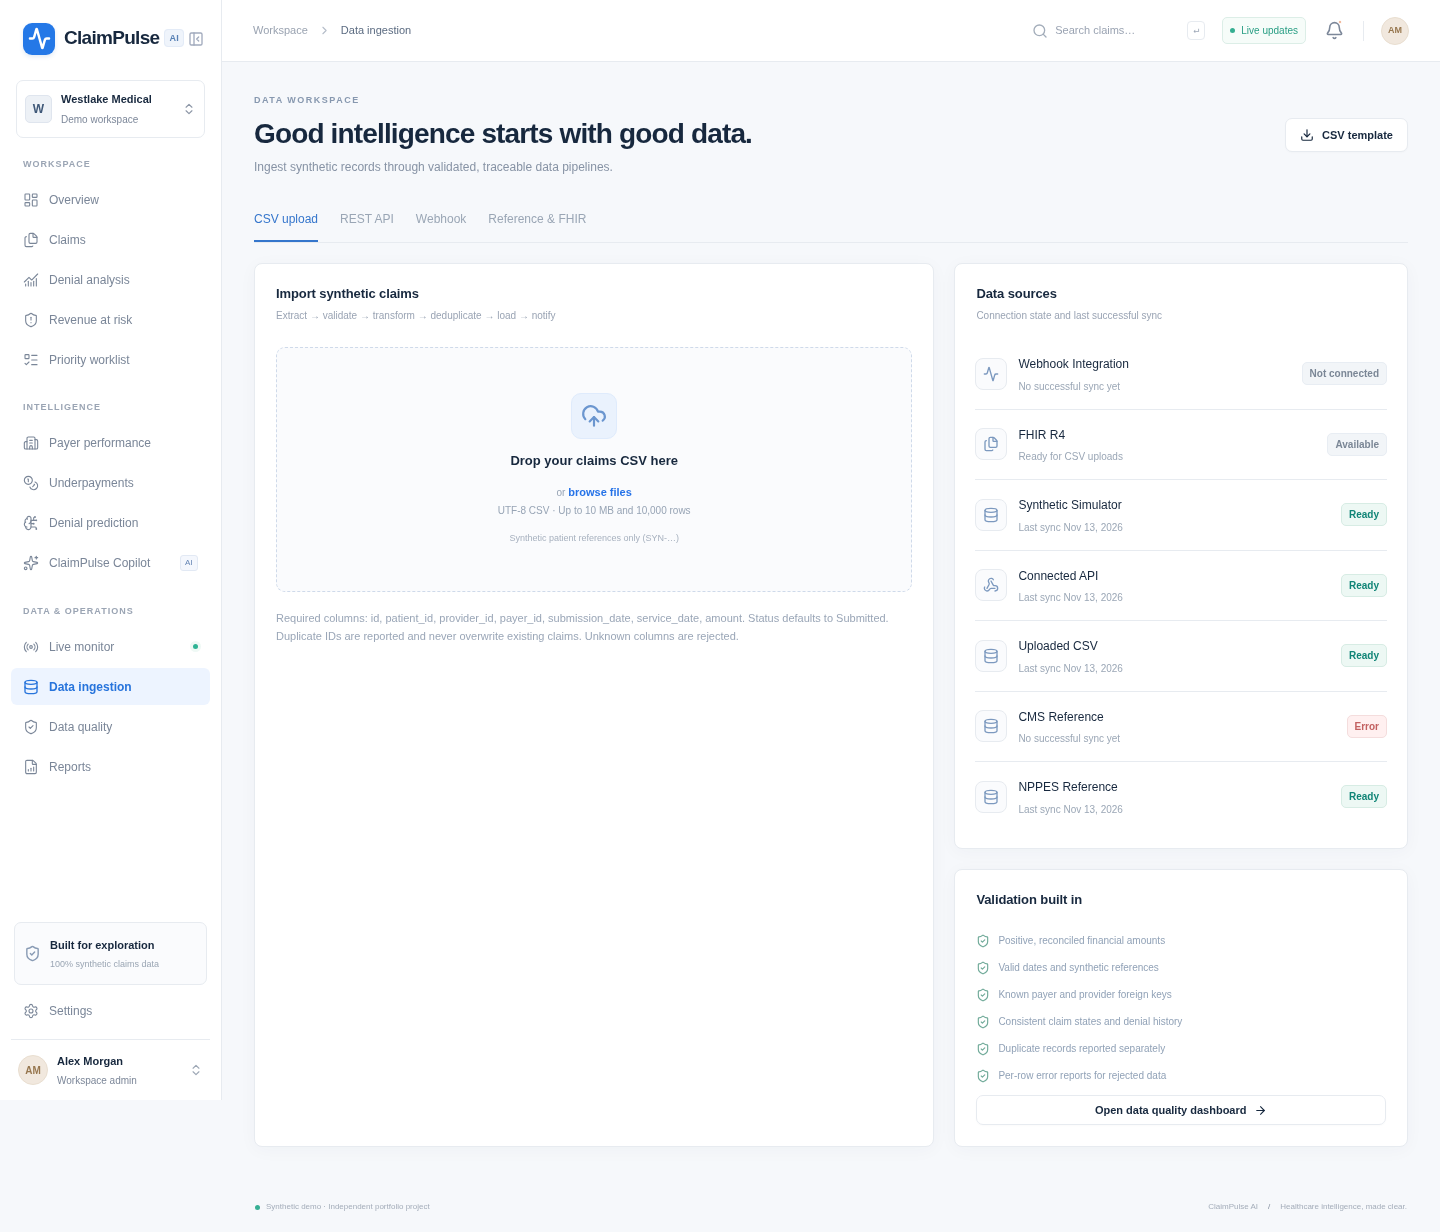 ClaimPulse AI
W
Westlake Medical
Demo workspace
WORKSPACE
Overview
Claims
Denial analysis
Revenue at risk
Priority worklist
INTELLIGENCE
Payer performance
Underpayments
Denial prediction
ClaimPulse Copilot AI
DATA & OPERATIONS
Live monitor
Data ingestion
Data quality
Reports
Built for exploration
100% synthetic claims data
Settings
AM
Alex Morgan
Workspace admin
Workspace > Data ingestion
Search claims…
↵
Live updates
AM
DATA WORKSPACE
Good intelligence starts with good data.
Ingest synthetic records through validated, traceable data pipelines.
CSV template
CSV upload REST API Webhook Reference & FHIR
Import synthetic claims
Extract → validate → transform → deduplicate → load → notify
Drop your claims CSV here
or browse files
UTF-8 CSV · Up to 10 MB and 10,000 rows
Synthetic patient references only (SYN-…)
Required columns: id, patient_id, provider_id, payer_id, submission_date, service_date, amount. Status defaults to Submitted.
Duplicate IDs are reported and never overwrite existing claims. Unknown columns are rejected.
Data sources
Connection state and last successful sync
Webhook Integration
No successful sync yet
Not connected
FHIR R4
Ready for CSV uploads
Available
Synthetic Simulator
Last sync Nov 13, 2026
Ready
Connected API
Last sync Nov 13, 2026
Ready
Uploaded CSV
Last sync Nov 13, 2026
Ready
CMS Reference
No successful sync yet
Error
NPPES Reference
Last sync Nov 13, 2026
Ready
Validation built in
Positive, reconciled financial amounts
Valid dates and synthetic references
Known payer and provider foreign keys
Consistent claim states and denial history
Duplicate records reported separately
Per-row error reports for rejected data
Open data quality dashboard →
Synthetic demo · Independent portfolio project
ClaimPulse AI / Healthcare intelligence, made clear.